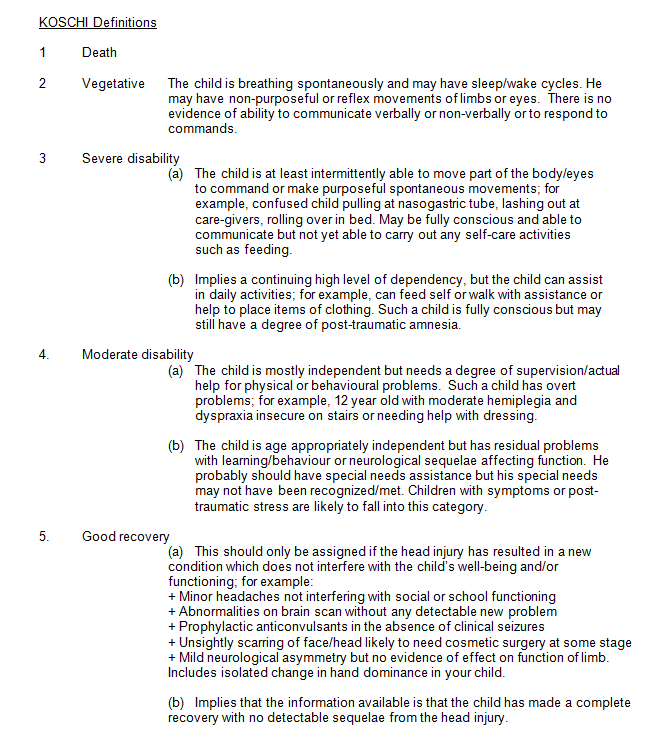 KOSCHI Definitions
1 Death
2 Vegetative The child is breathing spontaneously and may have sleep/wake cycles. He
may have non-purposeful or reflex movements of limbs or eyes. There is no
evidence of ability to communicate verbally or non-verbally or to respond to
commands.
3 Severe disability
(a) The child is at least intermittently able to move part of the body/eyes
to command or make purposeful spontaneous movements; for
example, confused child pulling at nasogastric tube, lashing out at
care-givers, rolling over in bed. May be fully conscious and able to
communicate but not yet able to carry out any self-care activities
such as feeding.
(b) Implies a continuing high level of dependency, but the child can assist
in daily activities; for example, can feed self or walk with assistance or
help to place items of clothing. Such a child is fully conscious but may
still have a degree of post-traumatic amnesia.
4. Moderate disability
(a) The child is mostly independent but needs a degree of supervision/actual
help for physical or behavioural problems. Such a child has overt
problems; for example, 12 year old with moderate hemiplegia and
dyspraxia insecure on stairs or needing help with dressing.
(b) The child is age appropriately independent but has residual problems
with learning/behaviour or neurological sequelae affecting function. He
probably should have special needs assistance but his special needs
may not have been recognized/met. Children with symptoms or post-
traumatic stress are likely to fall into this category.
5. Good recovery
(a) This should only be assigned if the head injury has resulted in a new
condition which does not interfere with the child's well-being and/or
functioning; for example:
+ Minor headaches not interfering with social or school functioning
+ Abnormalities on brain scan without any detectable new problem
+ Prophylactic anticonvulsants in the absence of clinical seizures
+ Unsightly scarring of face/head likely to need cosmetic surgery at some stage
+ Mild neurological asymmetry but no evidence of effect on function of limb.
Includes isolated change in hand dominance in your child.
(b) Implies that the information available is that the child has made a complete
recovery with no detectable sequelae from the head injury.